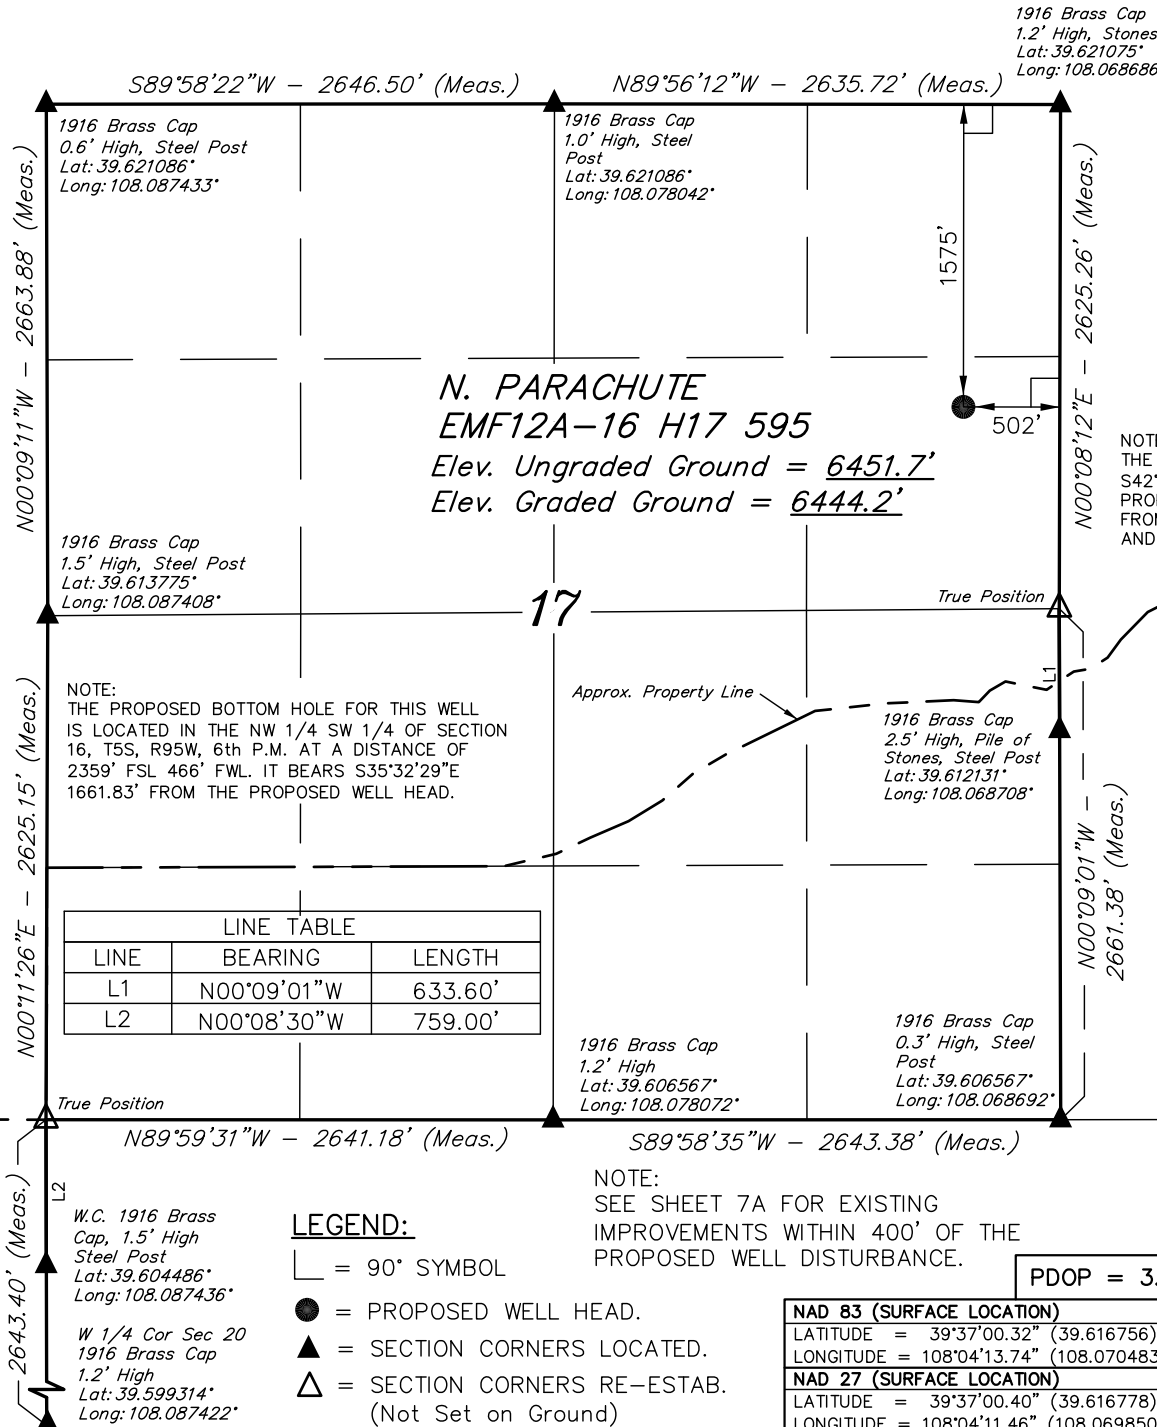 1916 Brass Cap
1.2' High, Stones
Lat: 39.621075°
Long: 108.068686
S89°58'22"W – 2646.50' (Meas.)
N89°56'12"W – 2635.72' (Meas.)
1916 Brass Cap
0.6' High, Steel Post
Lat: 39.621086°
Long: 108.087433°
1916 Brass Cap
1.0' High, Steel
Post
Lat: 39.621086°
Long: 108.078042°
N00°09'11"W – 2663.88' (Meas.)
1575'
N00°08'12"E – 2625.26' (Meas.)
502'
N. PARACHUTE
EMF12A–16 H17 595
Elev. Ungraded Ground = 6451.7'
Elev. Graded Ground = 6444.2'
NOTE
THE
S42°
PRO
FROM
AND
1916 Brass Cap
1.5' High, Steel Post
Lat: 39.613775°
Long: 108.087408°
17
True Position
L1
NOTE:
THE PROPOSED BOTTOM HOLE FOR THIS WELL
IS LOCATED IN THE NW 1/4 SW 1/4 OF SECTION
16, T5S, R95W, 6th P.M. AT A DISTANCE OF
2359' FSL 466' FWL. IT BEARS S35°32'29"E
1661.83' FROM THE PROPOSED WELL HEAD.
Approx. Property Line
1916 Brass Cap
2.5' High, Pile of
Stones, Steel Post
Lat: 39.612131°
Long: 108.068708°
N00°11'26"E – 2625.15' (Meas.)
N00°09'01"W –
2661.38' (Meas.)
LINE TABLE
LINE BEARING LENGTH
L1 N00°09'01"W 633.60'
L2 N00°08'30"W 759.00'
1916 Brass Cap
1.2' High
Lat: 39.606567°
Long: 108.078072°
1916 Brass Cap
0.3' High, Steel
Post
Lat: 39.606567°
Long: 108.068692°
True Position
N89°59'31"W – 2641.18' (Meas.)
S89°58'35"W – 2643.38' (Meas.)
L2
2643.40' (Meas.)
W.C. 1916 Brass
Cap, 1.5' High
Steel Post
Lat: 39.604486°
Long: 108.087436°
W 1/4 Cor Sec 20
1916 Brass Cap
1.2' High
Lat: 39.599314°
Long: 108.087422°
LEGEND:
= 90° SYMBOL
= PROPOSED WELL HEAD.
= SECTION CORNERS LOCATED.
= SECTION CORNERS RE–ESTAB.
(Not Set on Ground)
NOTE:
SEE SHEET 7A FOR EXISTING
IMPROVEMENTS WITHIN 400' OF THE
PROPOSED WELL DISTURBANCE.
PDOP = 3.
NAD 83 (SURFACE LOCATION)
LATITUDE = 39°37'00.32" (39.616756)
LONGITUDE = 108°04'13.74" (108.070483
NAD 27 (SURFACE LOCATION)
LATITUDE = 39°37'00.40" (39.616778)
LONGITUDE = 108°04'11.46" (108.069850